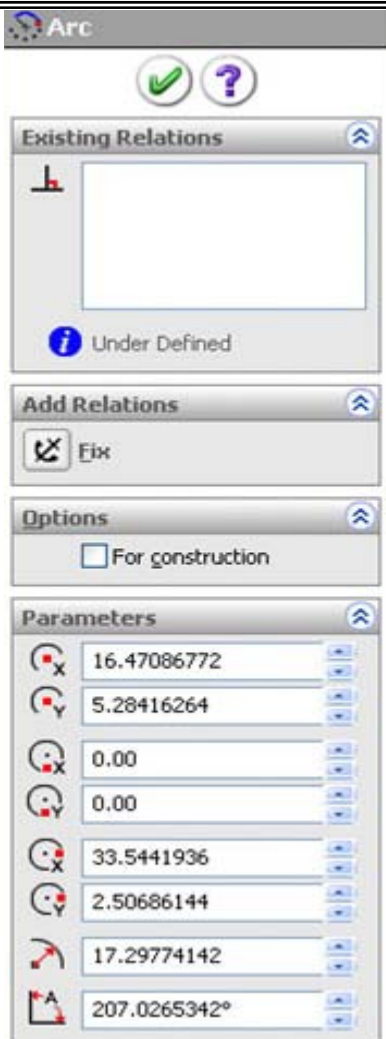 Arc
Existing Relations
Under Defined
Add Relations
Fix
Options
For construction
Parameters
X 16.47086772
Y 5.28416264
X 0.00
Y 0.00
X 33.5441936
Y 2.50686144
17.29774142
A 207.0265342°